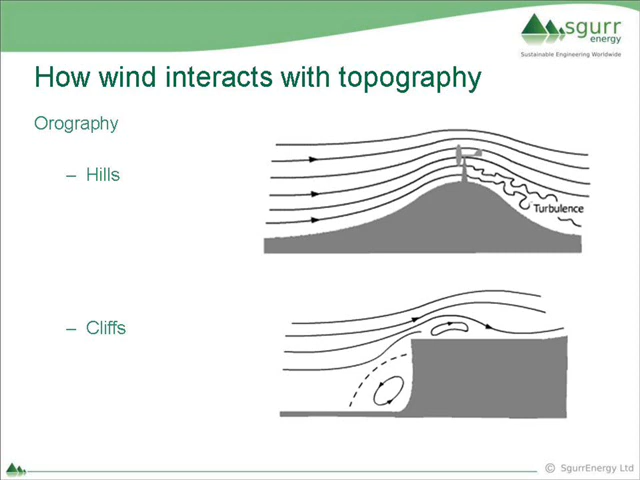 sgurr
energy
Sustainable Engineering Worldwide
How wind interacts with topography
Orography
– Hills
Turbulence
– Cliffs
© SgurrEnergy Ltd